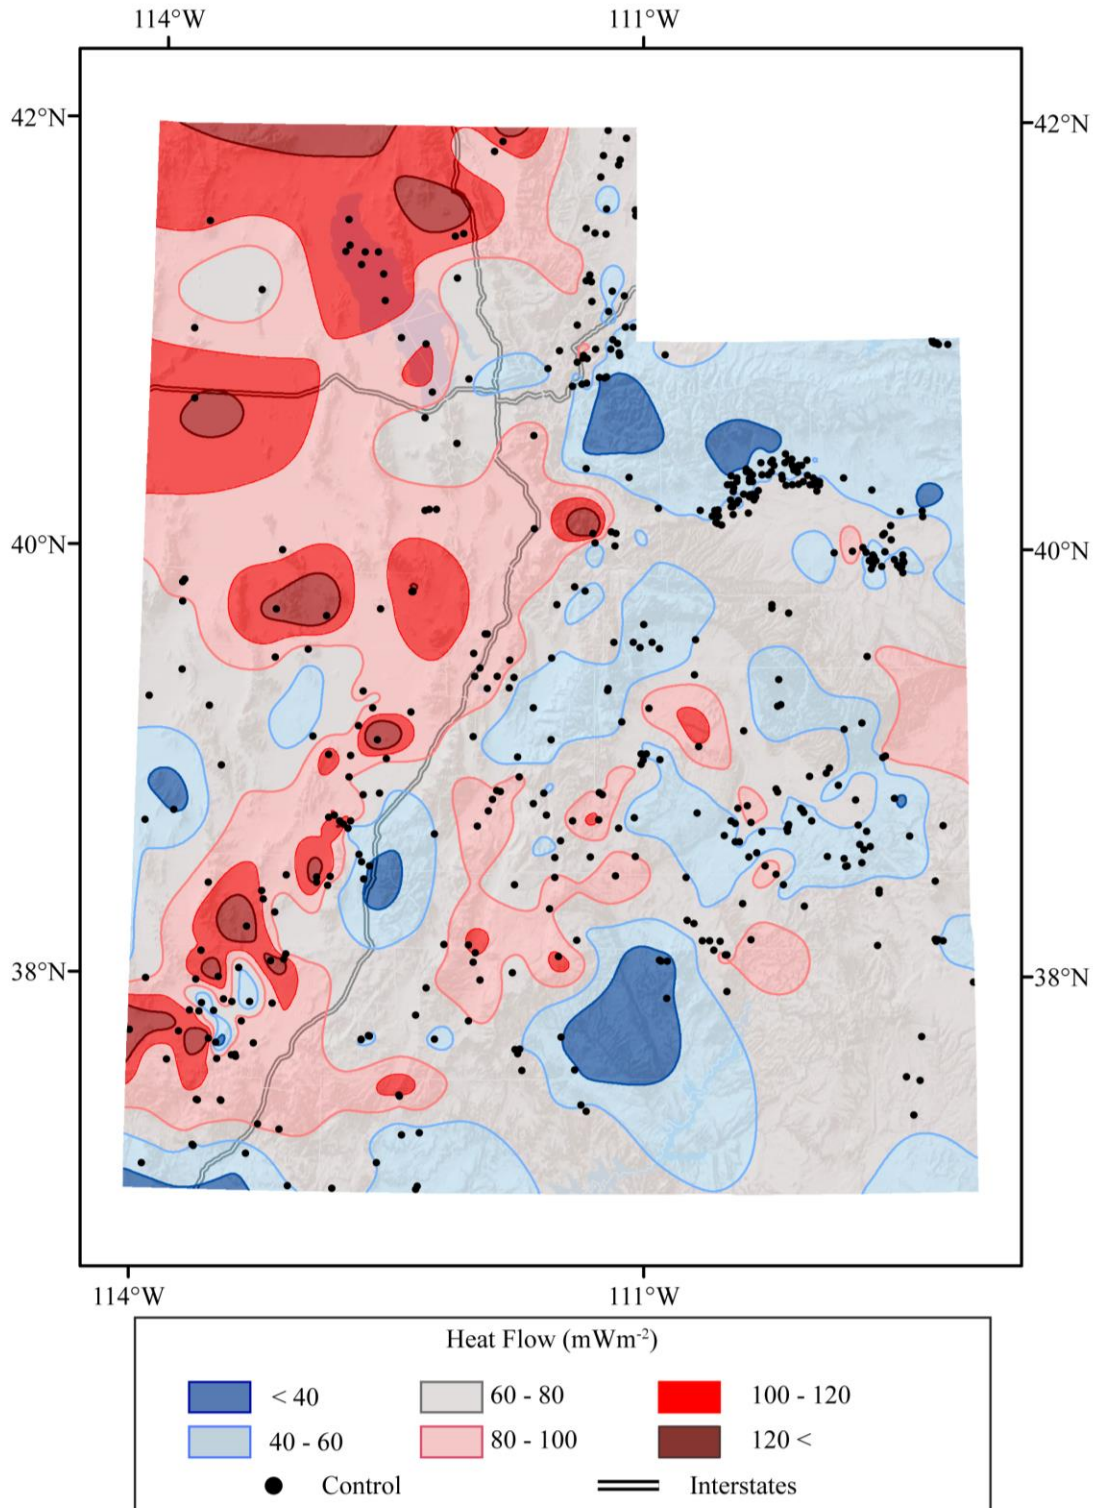 114°W 111°W
42°N 42°N
40°N 40°N
38°N 38°N
114°W 111°W
Heat Flow (mWm⁻²)
< 40 60 - 80 100 - 120
40 - 60 80 - 100 120 <
Control Interstates